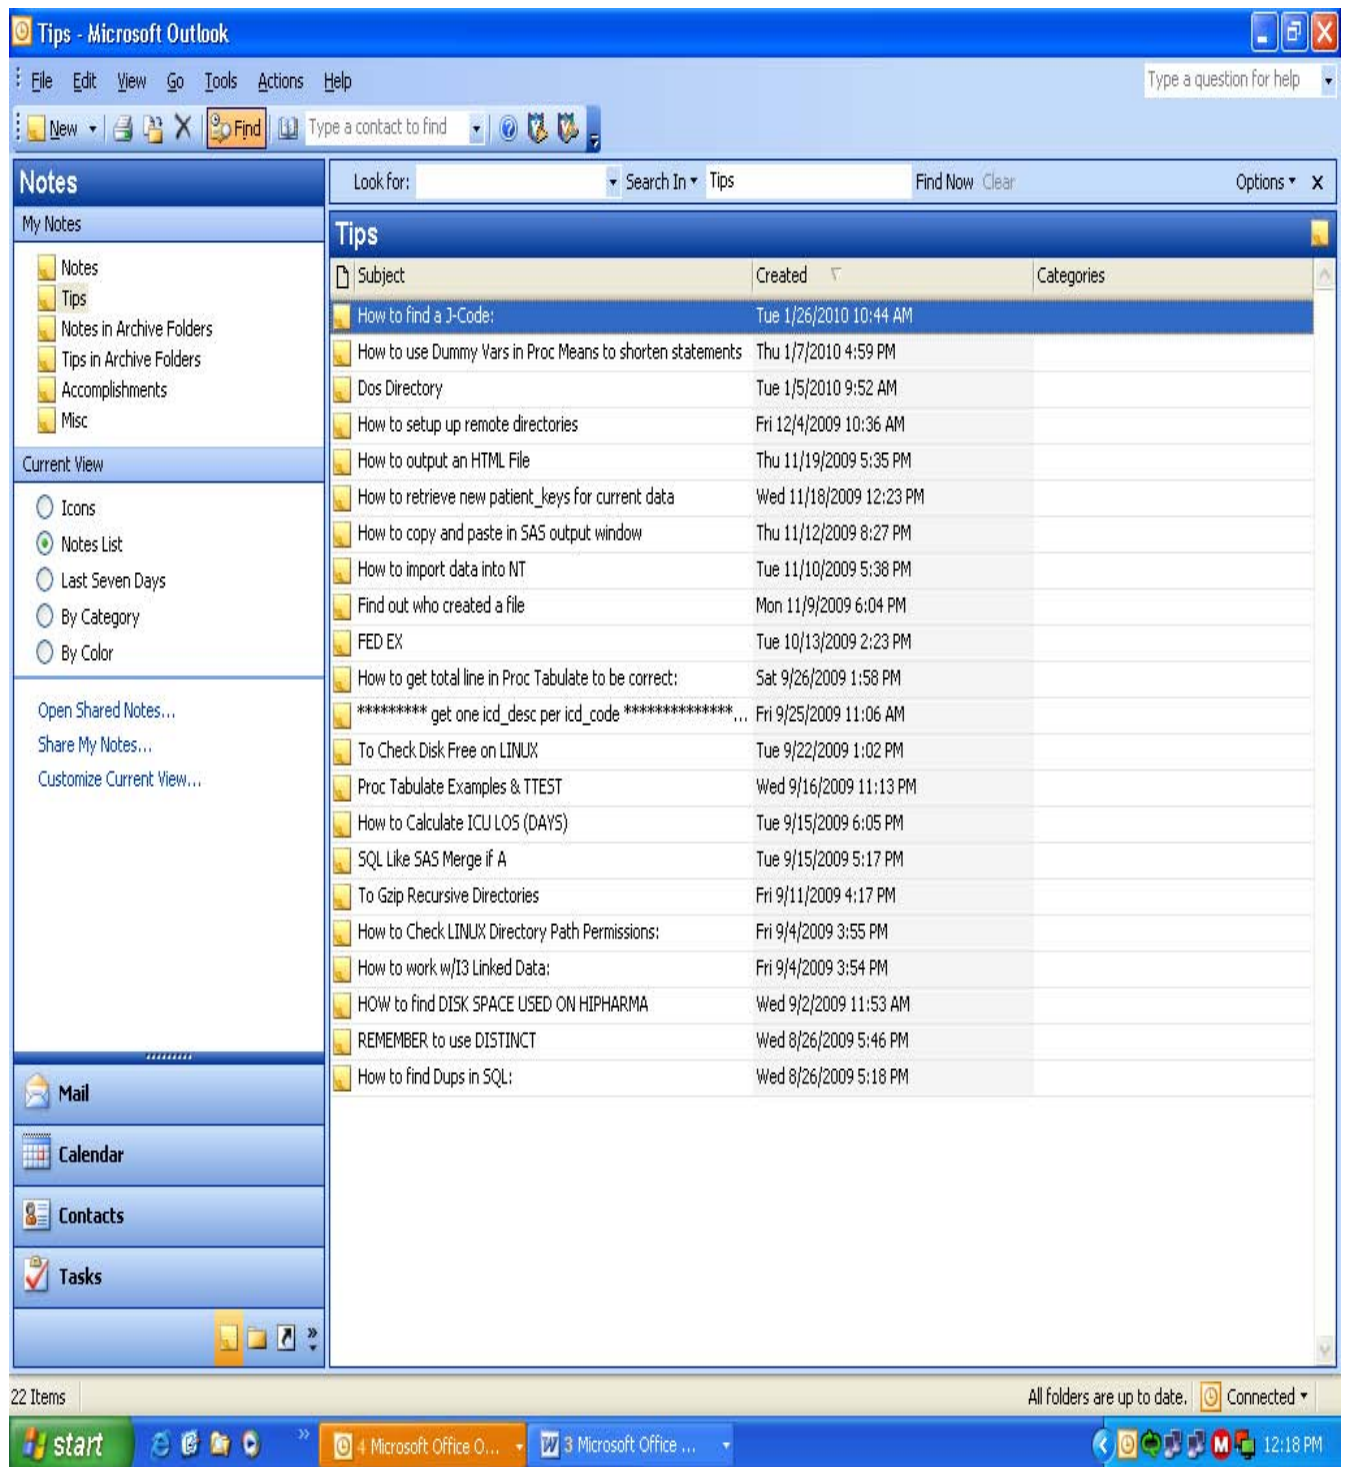 Tips - Microsoft Outlook
File Edit View Go Tools Actions Help Type a question for help
New Find Type a contact to find
Notes
Look for: Search In Tips Find Now Clear Options x
My Notes
Notes
Tips
Notes in Archive Folders
Tips in Archive Folders
Accomplishments
Misc
Current View
Icons
Notes List
Last Seven Days
By Category
By Color
Open Shared Notes...
Share My Notes...
Customize Current View...
Mail
Calendar
Contacts
Tasks
Tips
Subject Created Categories
How to find a J-Code: Tue 1/26/2010 10:44 AM
How to use Dummy Vars in Proc Means to shorten statements Thu 1/7/2010 4:59 PM
Dos Directory Tue 1/5/2010 9:52 AM
How to setup up remote directories Fri 12/4/2009 10:36 AM
How to output an HTML File Thu 11/19/2009 5:35 PM
How to retrieve new patient_keys for current data Wed 11/18/2009 12:23 PM
How to copy and paste in SAS output window Thu 11/12/2009 8:27 PM
How to import data into NT Tue 11/10/2009 5:38 PM
Find out who created a file Mon 11/9/2009 6:04 PM
FED EX Tue 10/13/2009 2:23 PM
How to get total line in Proc Tabulate to be correct: Sat 9/26/2009 1:58 PM
********* get one icd_desc per icd_code **************... Fri 9/25/2009 11:06 AM
To Check Disk Free on LINUX Tue 9/22/2009 1:02 PM
Proc Tabulate Examples & TTEST Wed 9/16/2009 11:13 PM
How to Calculate ICU LOS (DAYS) Tue 9/15/2009 6:05 PM
SQL Like SAS Merge if A Tue 9/15/2009 5:17 PM
To Gzip Recursive Directories Fri 9/11/2009 4:17 PM
How to Check LINUX Directory Path Permissions: Fri 9/4/2009 3:55 PM
How to work w/I3 Linked Data: Fri 9/4/2009 3:54 PM
HOW to find DISK SPACE USED ON HIPHARMA Wed 9/2/2009 11:53 AM
REMEMBER to use DISTINCT Wed 8/26/2009 5:46 PM
How to find Dups in SQL: Wed 8/26/2009 5:18 PM
22 Items All folders are up to date. Connected
start 4 Microsoft Office O... 3 Microsoft Office ... 12:18 PM